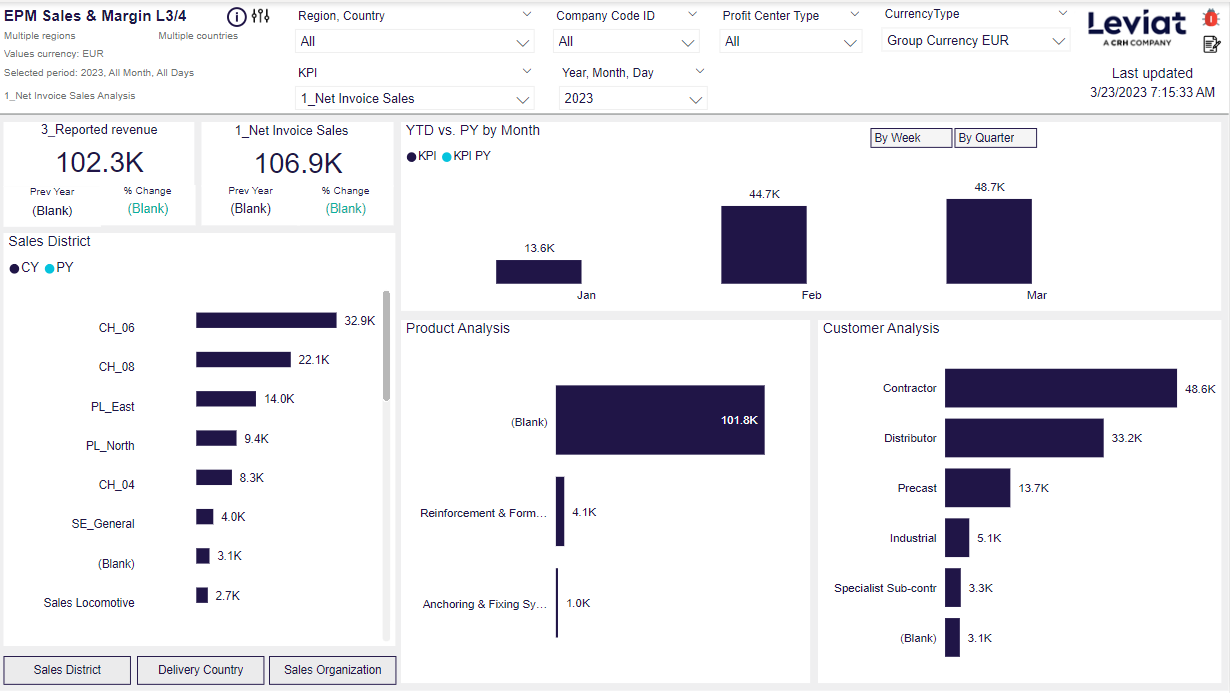 EPM Sales & Margin L3/4
Multiple regions
Multiple countries
Values currency: EUR
Selected period: 2023, All Month, All Days
1_Net Invoice Sales Analysis
Region, Country
All
Company Code ID
All
Profit Center Type
All
CurrencyType
Group Currency EUR
KPI
1_Net Invoice Sales
Year, Month, Day
2023
Leviat
A CRH COMPANY
Last updated
3/23/2023 7:15:33 AM
3_Reported revenue
102.3K
Prev Year
% Change
(Blank)
(Blank)
1_Net Invoice Sales
106.9K
Prev Year
% Change
(Blank)
(Blank)
YTD vs. PY by Month
By Week
By Quarter
KPI
KPI PY
13.6K
44.7K
48.7K
Jan
Feb
Mar
Sales District
CY
PY
CH_06
32.9K
CH_08
22.1K
PL_East
14.0K
PL_North
9.4K
CH_04
8.3K
SE_General
4.0K
(Blank)
3.1K
Sales Locomotive
2.7K
Product Analysis
(Blank)
101.8K
Reinforcement & Form...
4.1K
Anchoring & Fixing Sy...
1.0K
Customer Analysis
Contractor
48.6K
Distributor
33.2K
Precast
13.7K
Industrial
5.1K
Specialist Sub-contr
3.3K
(Blank)
3.1K
Sales District
Delivery Country
Sales Organization